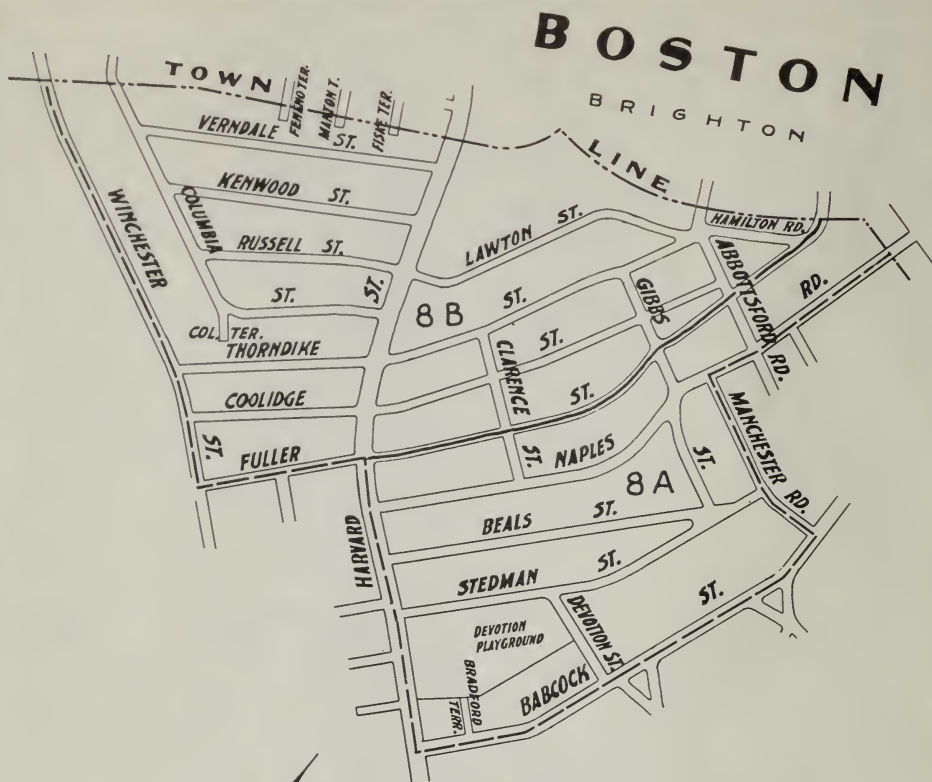 BOSTON
BRIGHTON
TOWN
LINE
MANTON T.
FISKE TER.
VERNDALE ST.
KENWOOD ST.
WINCHESTER
COLUMBIA
RUSSELL ST.
ST.
LAWTON ST.
HAMILTON RD.
ABBOTTSFORD RD.
GIBBS
RD.
ST.
8 B
ST.
COL. TER.
THORNDIKE
ST.
CLARENCE
COOLIDGE
ST.
ST.
FULLER
ST.
NAPLES
ST.
MANCHESTER RD.
8 A
HARVARD
BEALS ST.
STEDMAN ST.
DEVOTION ST.
ST.
DEVOTION
PLAYGROUND
BRADFORD
TERR.
BABCOCK